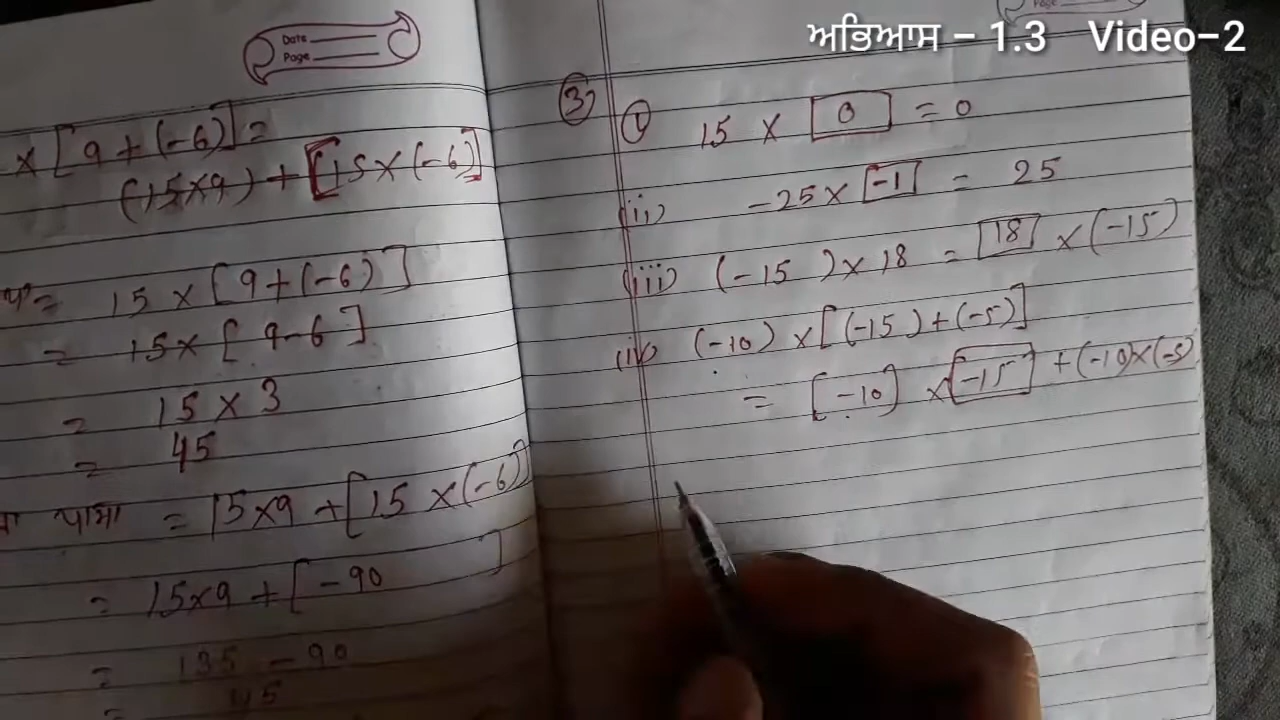 ਅਭਿਆਸ – 1.3 Video–2
Date
Page
Page
× [9 + (-6)] =
(15×9) + [15 × (-6)]
= 15 × [9 + (-6)]
= 15 × [9-6]
= 15 × 3
= 45
ਪਾਸਾ = 15×9 + [15 × (-6)]
= 15×9 + [-90]
= 135 - 90
= 45
(3) (i) 15 × [0] = 0
(ii) -25 × [-1] = 25
(iii) (-15) × 18 = [18] × (-15)
(iv) (-10) × [(-15) + (-5)]
= [-10] × [-15] + (-10) × (-5)